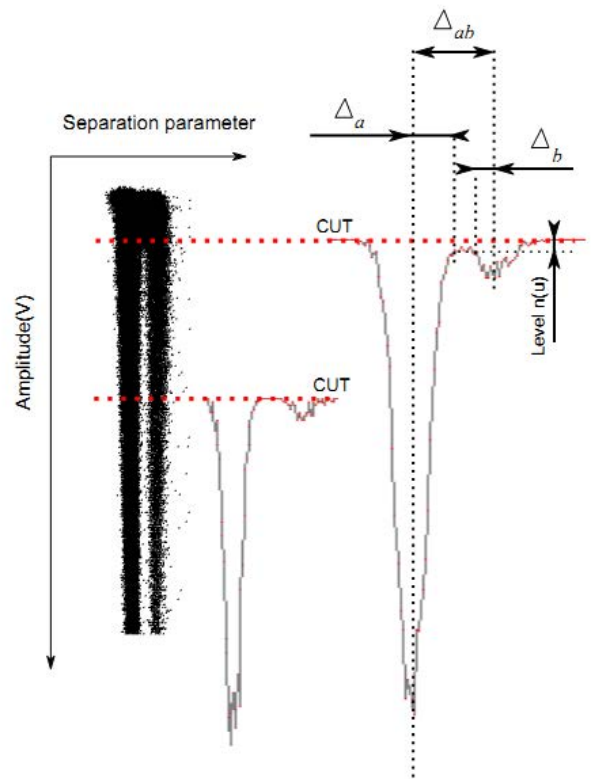 Δab
Separation parameter
Δa
Δb
CUT
Level n(u)
Amplitude(V)
CUT